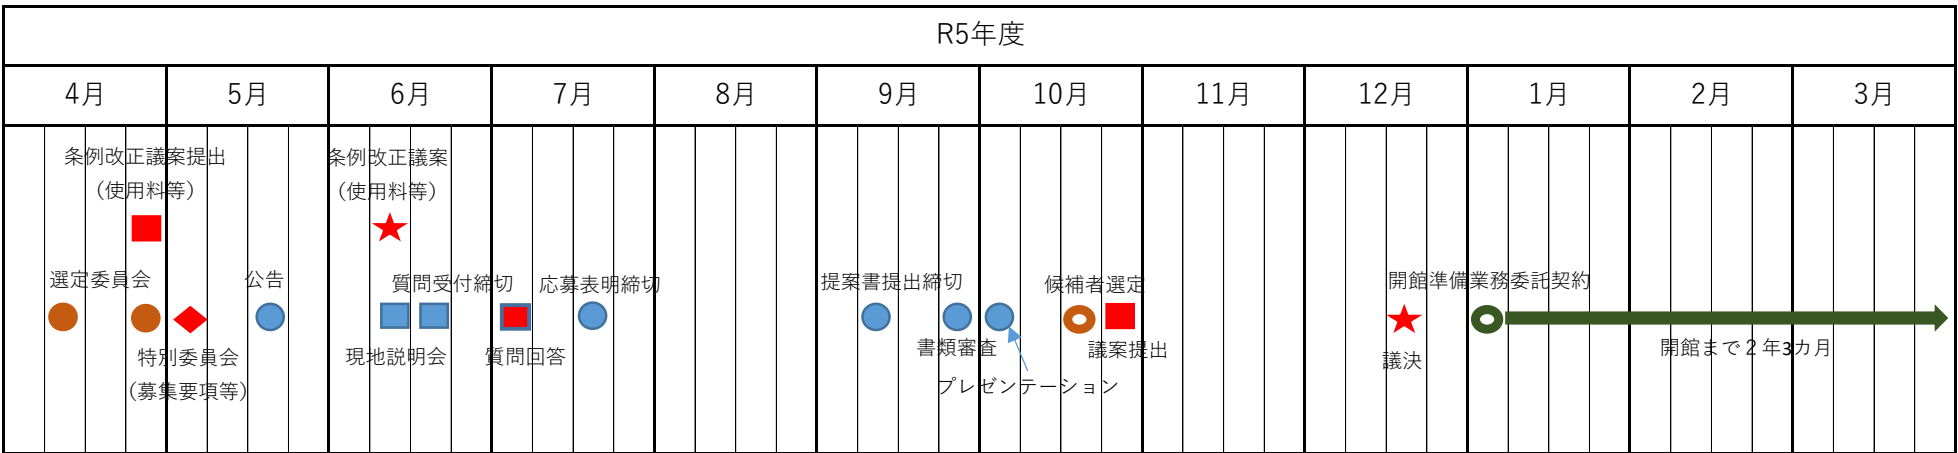 R5年度
4月 5月 6月 7月 8月 9月 10月 11月 12月 1月 2月 3月
条例改正議案提出
（使用料等）
条例改正議案
（使用料等）
選定委員会
公告
質問受付締切
応募表明締切
提案書提出締切
候補者選定
開館準備業務委託契約
特別委員会
（募集要項等）
現地説明会
質問回答
書類審査
プレゼンテーション
議案提出
議決
開館まで２年3カ月